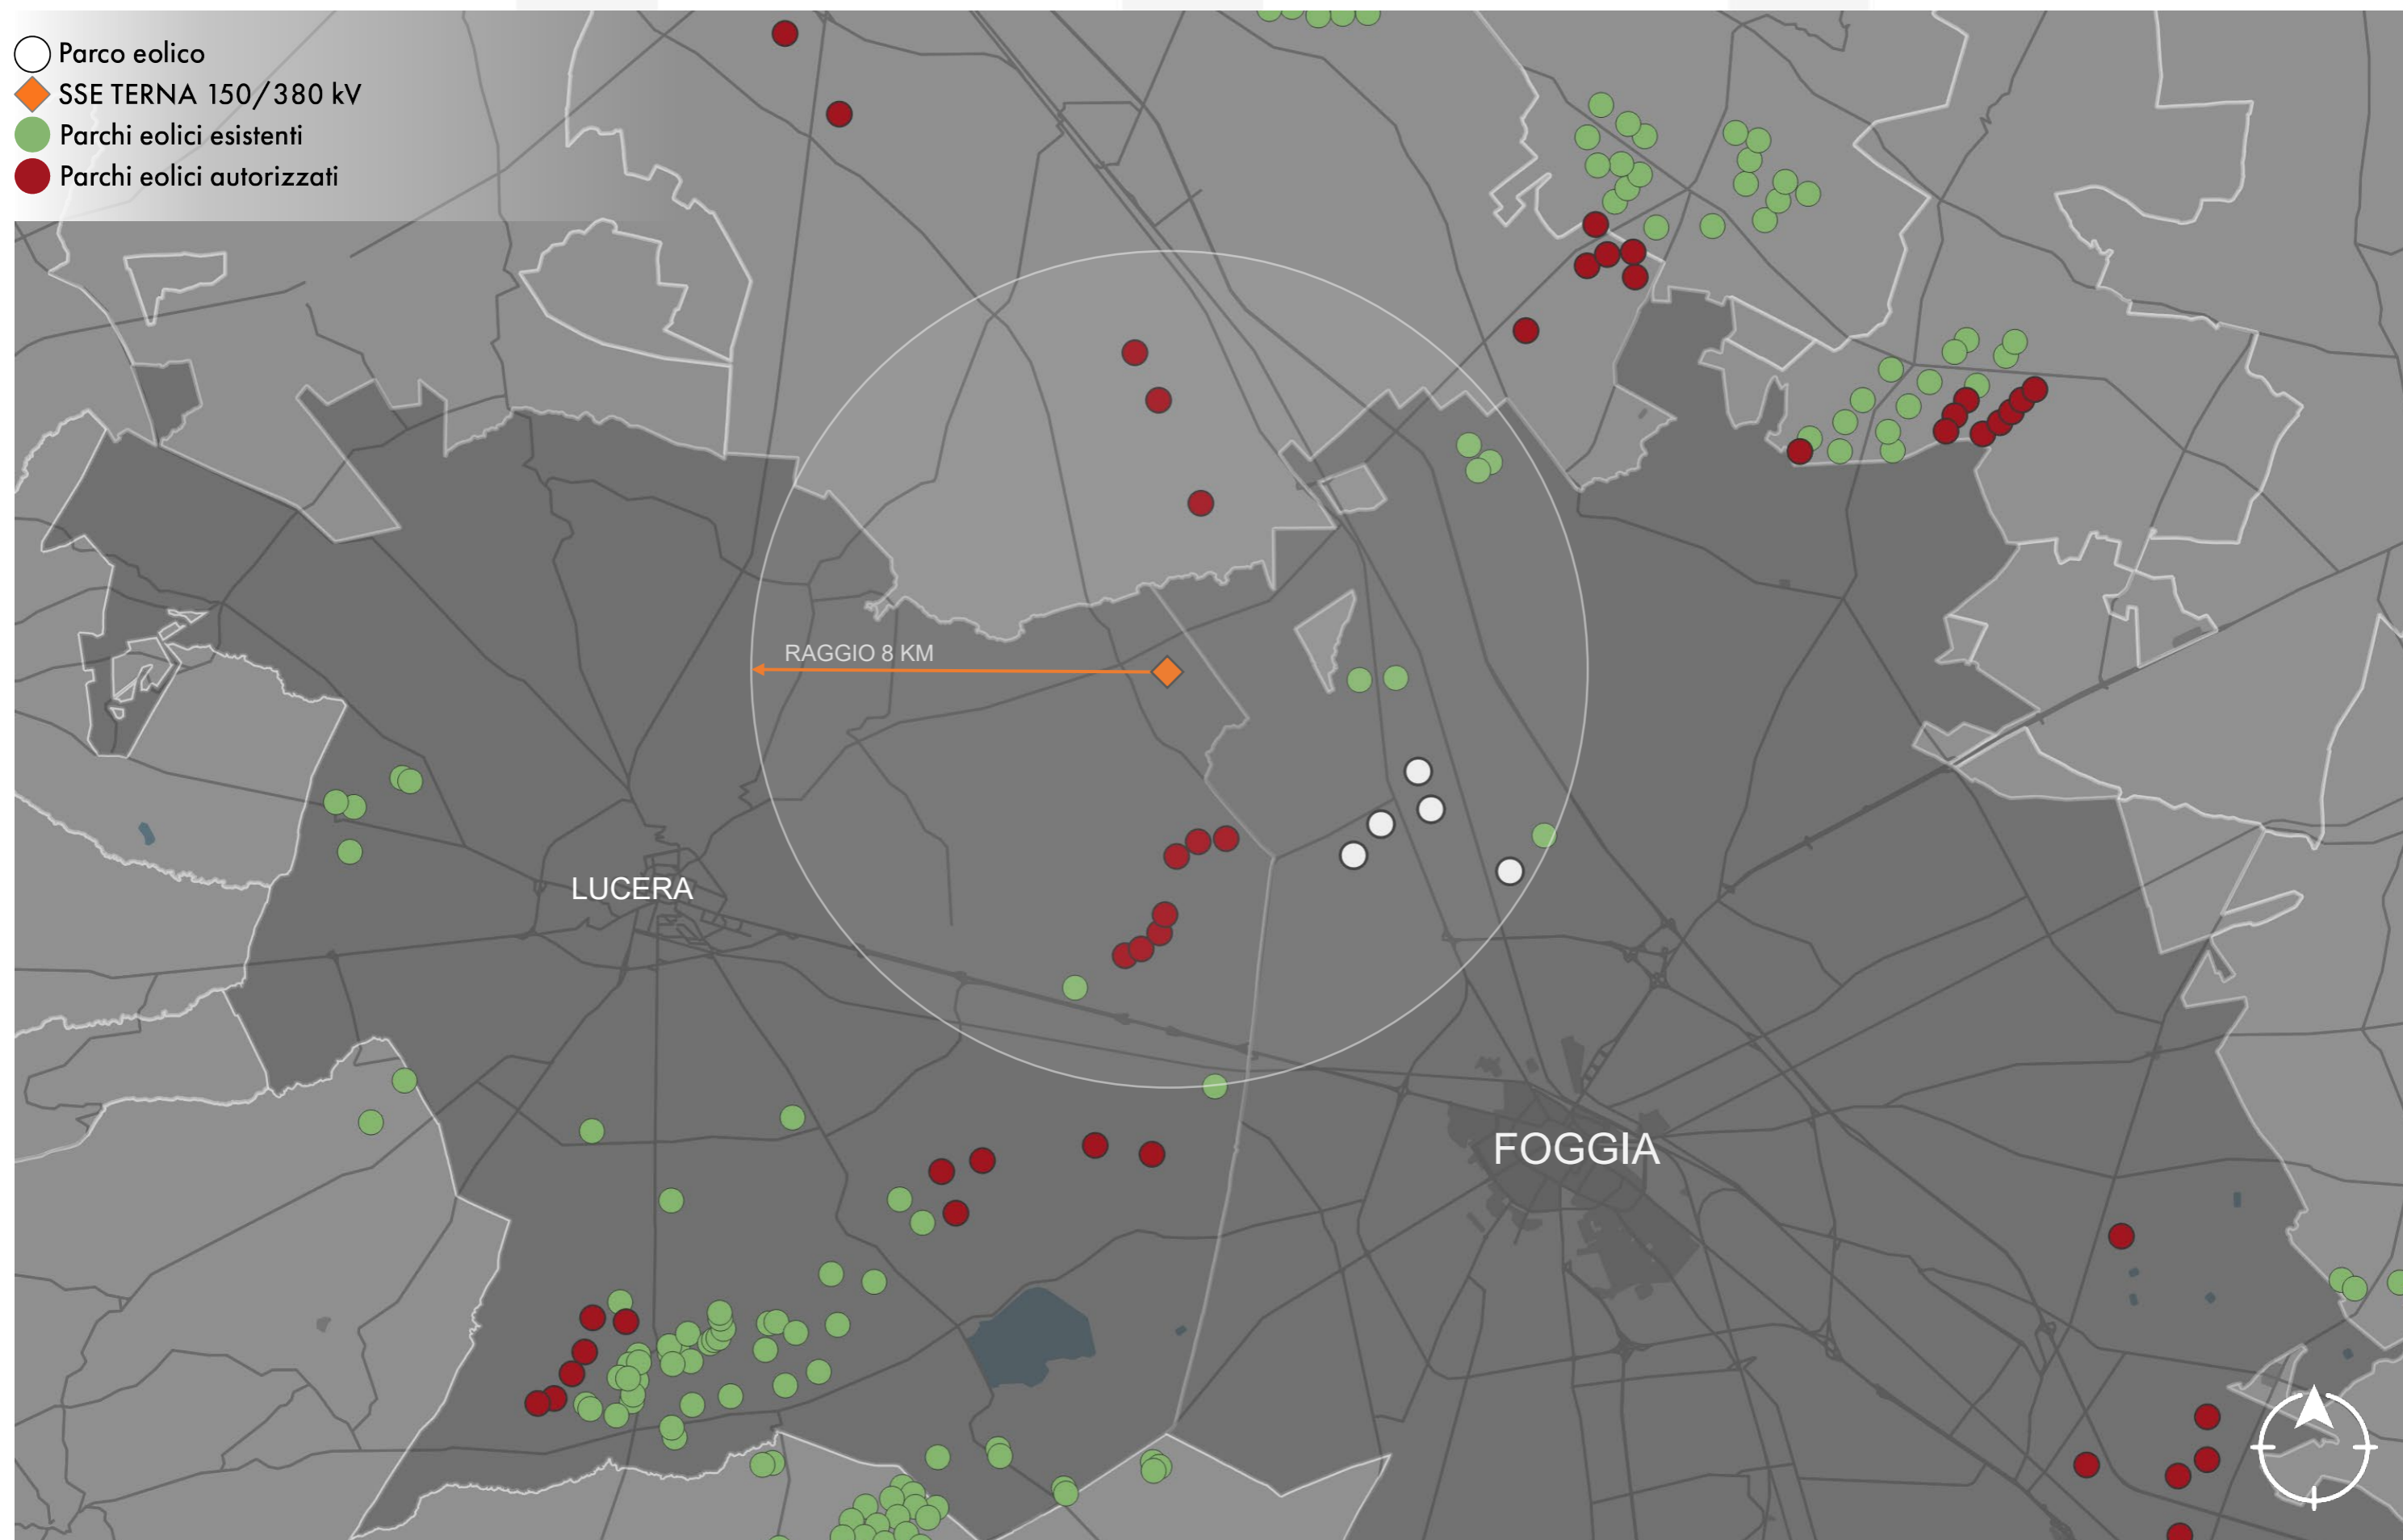 Parco eolico
SSE TERNA 150/380 kV
Parchi eolici esistenti
Parchi eolici autorizzati
RAGGIO 8 KM
LUCERA
FOGGIA